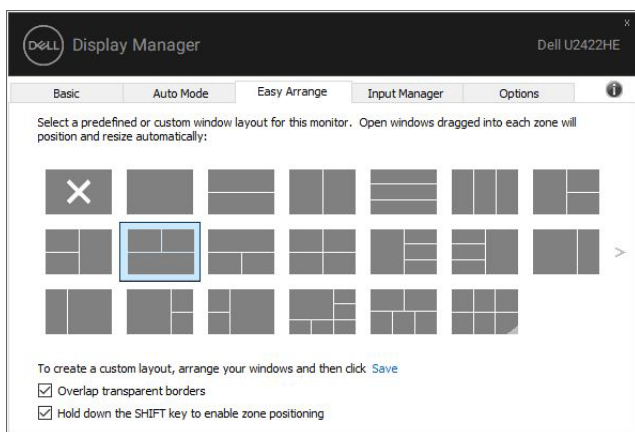 x
DELL Display Manager
Dell U2422HE
Basic Auto Mode Easy Arrange Input Manager Options
Select a predefined or custom window layout for this monitor. Open windows dragged into each zone will
position and resize automatically:
>
To create a custom layout, arrange your windows and then click Save
Overlap transparent borders
Hold down the SHIFT key to enable zone positioning